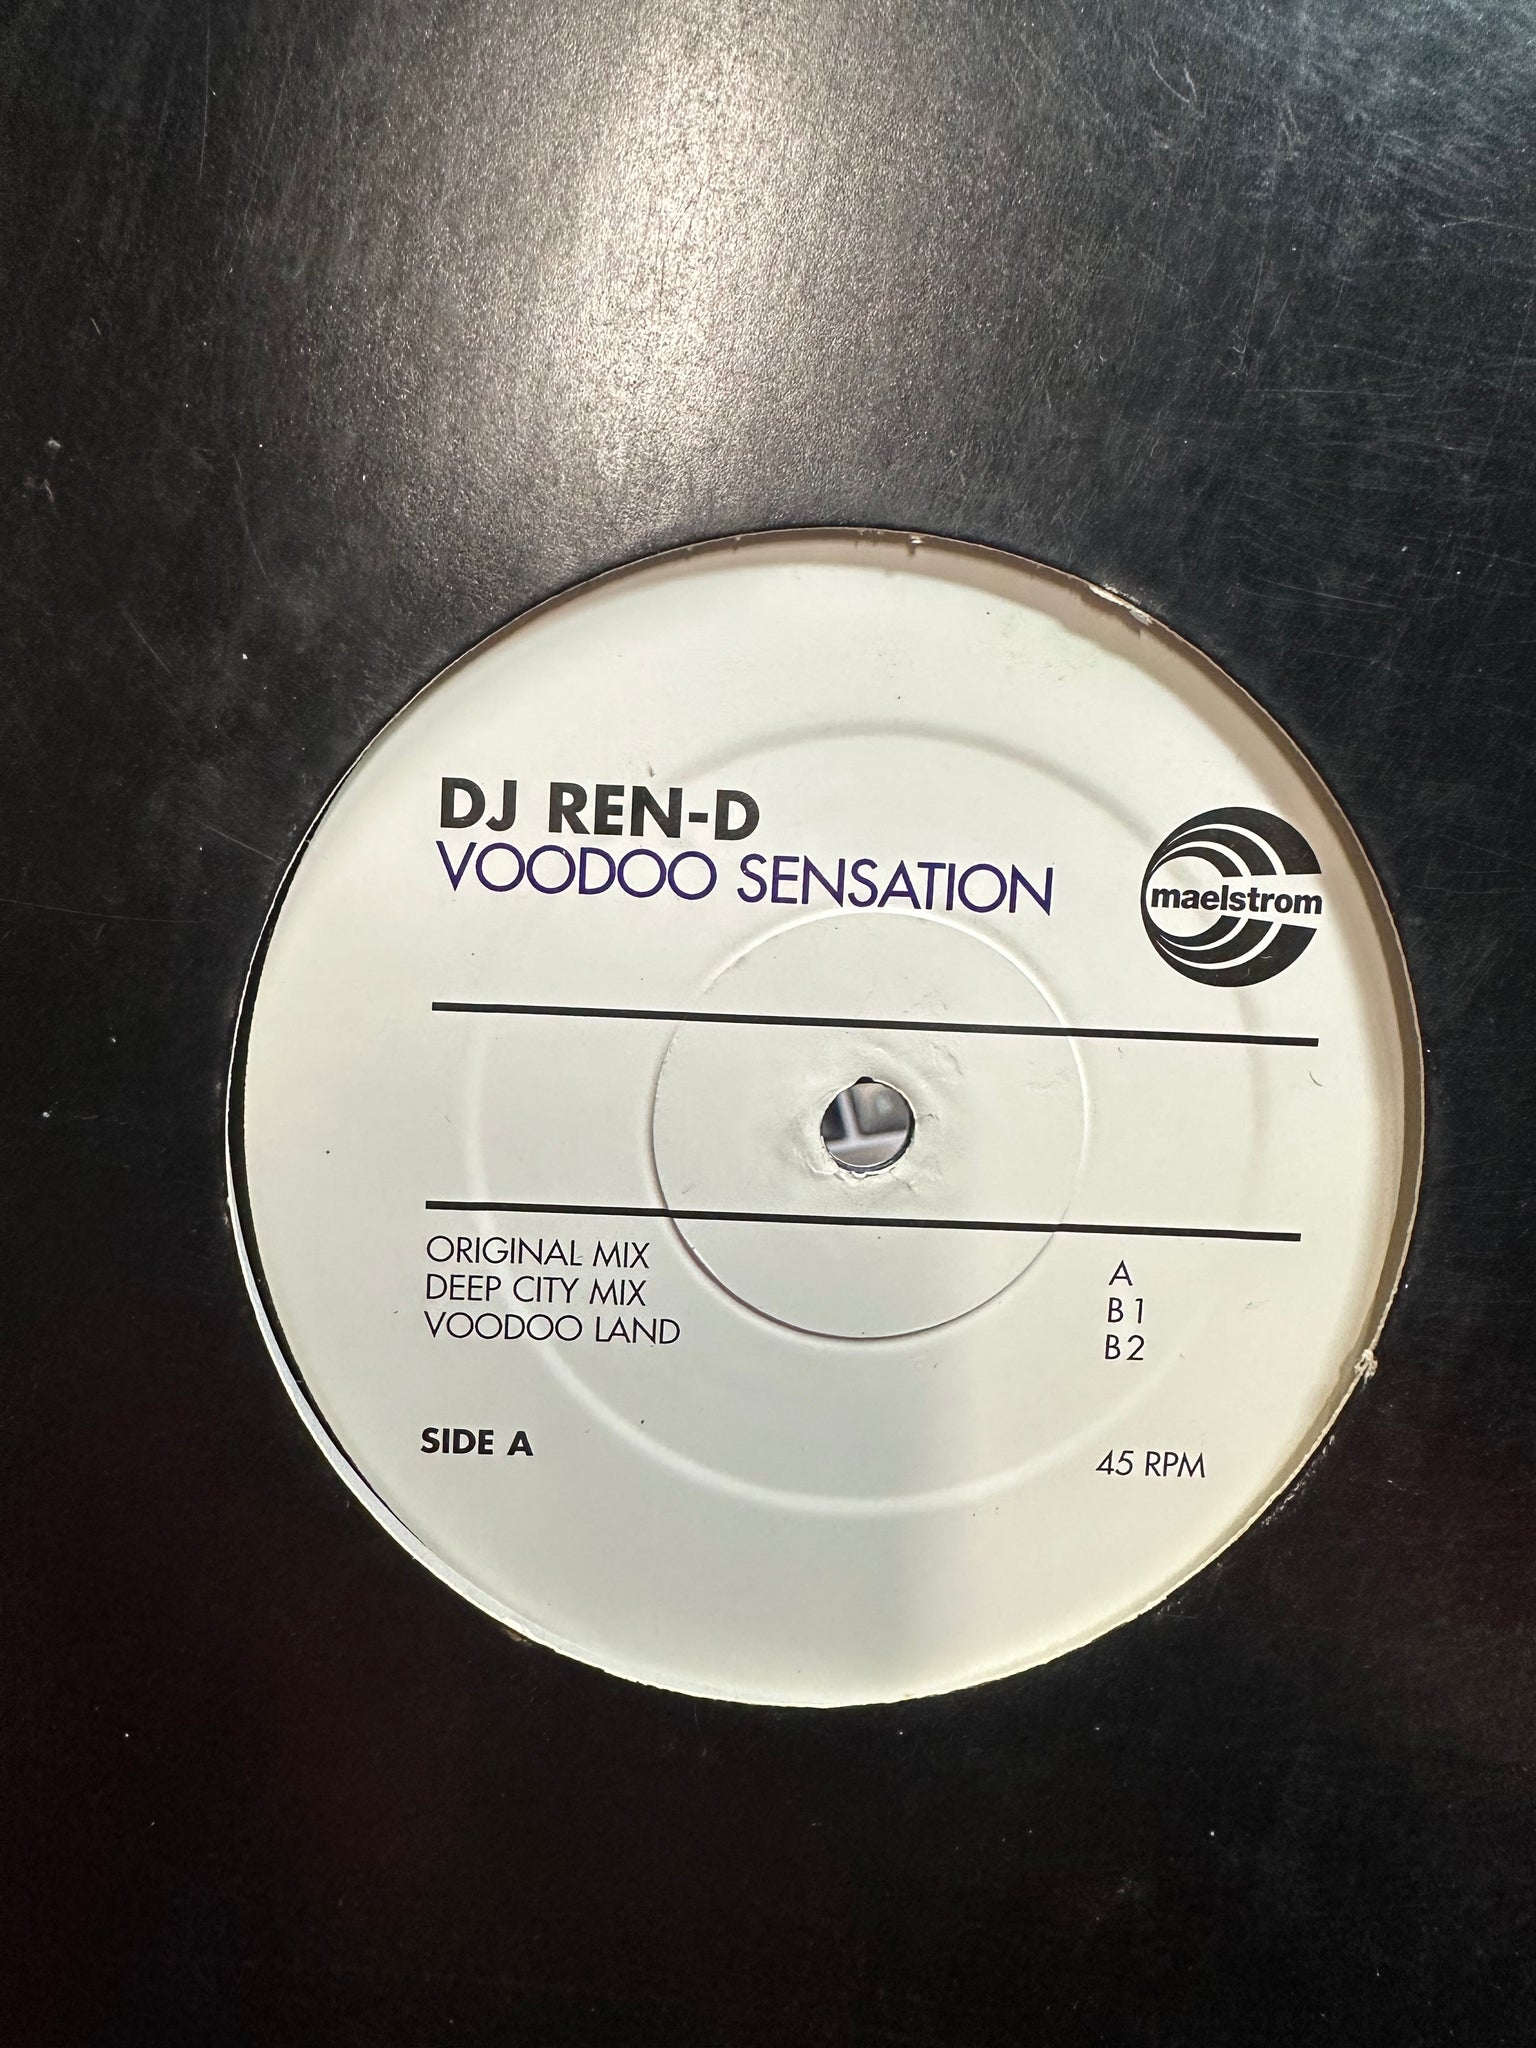 DJ REN-D
VOODOO SENSATION
maelstrom
ORIGINAL MIX A
DEEP CITY MIX B1
VOODOO LAND B2
SIDE A 45 RPM